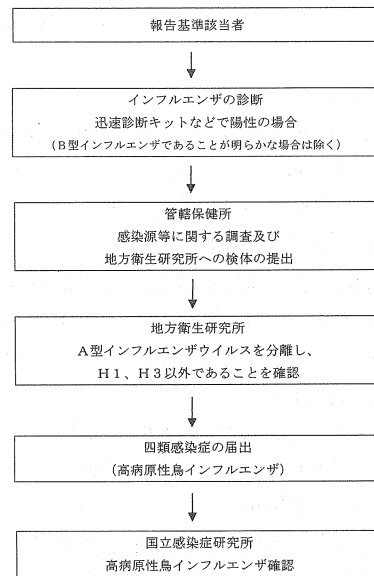 報告基準該当者
インフルエンザの診断
迅速診断キットなどで陽性の場合
（B型インフルエンザであることが明らかな場合は除く）
管轄保健所
感染源等に関する調査及び
地方衛生研究所への検体の提出
地方衛生研究所
A型インフルエンザウイルスを分離し、
H１、H３以外であることを確認
四類感染症の届出
（高病原性鳥インフルエンザ）
国立感染症研究所
高病原性鳥インフルエンザ確認